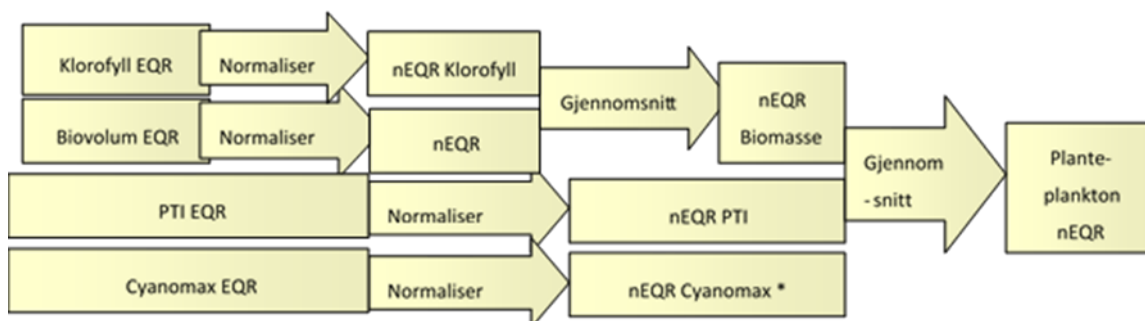 Klorofyll EQR
Normaliser
nEQR Klorofyll
Biovolum EQR
Normaliser
nEQR
Gjennomsnitt
nEQR
Biomasse
PTI EQR
Normaliser
nEQR PTI
Gjennom
- snitt
Plante-
plankton
nEQR
Cyanomax EQR
Normaliser
nEQR Cyanomax *